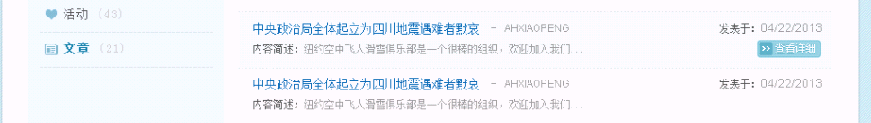 活动 (43)
文章 (21)
中央政治局全体起立为四川地震遇难者默哀 - AHXIAOFENG 发表于：04/22/2013
内容简述：纽约空中飞人滑雪俱乐部是一个很棒的组织，欢迎加入我们... 查看详细
中央政治局全体起立为四川地震遇难者默哀 - AHXIAOFENG 发表于：04/22/2013
内容简述：纽约空中飞人滑雪俱乐部是一个很棒的组织，欢迎加入我们...